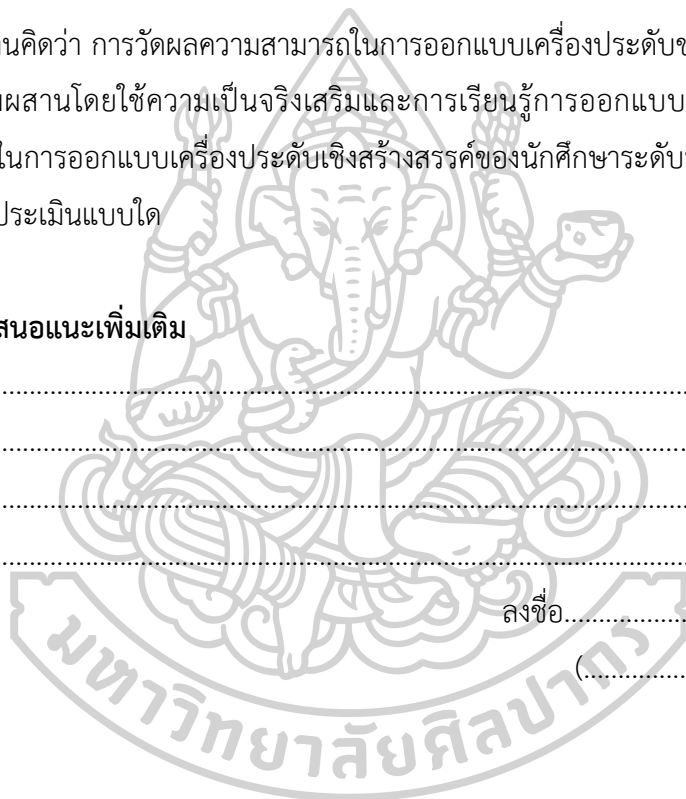 านคิดว่า การวัดผลความสามารถในการออกแบบเครื่องประดับข
ผสานโดยใช้ความเป็นจริงเสริมและการเรียนรู้การออกแบบ
ในการออกแบบเครื่องประดับเชิงสร้างสรรค์ของนักศึกษาระดับ
ประเมินแบบใด
สนอแนะเพิ่มเติม
..........................................................................................
..........................................................................................
..........................................................................................
..........................................................................................
ลงชื่อ..................
(................
มหาวิทยาลัยศิลปากร